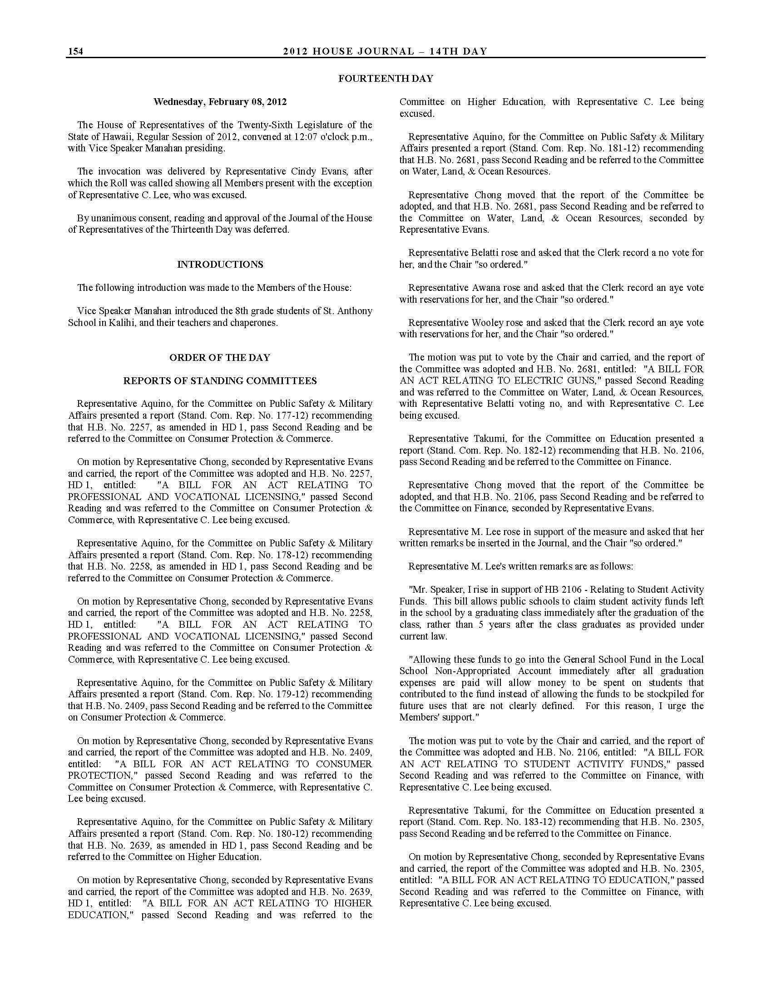 154
2012 HOUSE JOURNAL – 14TH DAY
FOURTEENTH DAY
Wednesday, February 08, 2012
The House of Representatives of the Twenty-Sixth Legislature of the
State of Hawaii, Regular Session of 2012, convened at 12:07 o'clock p.m.,
with Vice Speaker Manahan presiding.
The invocation was delivered by Representative Cindy Evans, after
which the Roll was called showing all Members present with the exception
of Representative C. Lee, who was excused.
By unanimous consent, reading and approval of the Journal of the House
of Representatives of the Thirteenth Day was deferred.
INTRODUCTIONS
The following introduction was made to the Members of the House:
Vice Speaker Manahan introduced the 8th grade students of St. Anthony
School in Kalihi, and their teachers and chaperones.
ORDER OF THE DAY
REPORTS OF STANDING COMMITTEES
Representative Aquino, for the Committee on Public Safety & Military
Affairs presented a report (Stand. Com. Rep. No. 177-12) recommending
that H.B. No. 2257, as amended in HD 1, pass Second Reading and be
referred to the Committee on Consumer Protection & Commerce.
On motion by Representative Chong, seconded by Representative Evans
and carried, the report of the Committee was adopted and H.B. No. 2257,
HD 1, entitled: "A BILL FOR AN ACT RELATING TO
PROFESSIONAL AND VOCATIONAL LICENSING," passed Second
Reading and was referred to the Committee on Consumer Protection &
Commerce, with Representative C. Lee being excused.
Representative Aquino, for the Committee on Public Safety & Military
Affairs presented a report (Stand. Com. Rep. No. 178-12) recommending
that H.B. No. 2258, as amended in HD 1, pass Second Reading and be
referred to the Committee on Consumer Protection & Commerce.
On motion by Representative Chong, seconded by Representative Evans
and carried, the report of the Committee was adopted and H.B. No. 2258,
HD 1, entitled: "A BILL FOR AN ACT RELATING TO
PROFESSIONAL AND VOCATIONAL LICENSING," passed Second
Reading and was referred to the Committee on Consumer Protection &
Commerce, with Representative C. Lee being excused.
Representative Aquino, for the Committee on Public Safety & Military
Affairs presented a report (Stand. Com. Rep. No. 179-12) recommending
that H.B. No. 2409, pass Second Reading and be referred to the Committee
on Consumer Protection & Commerce.
On motion by Representative Chong, seconded by Representative Evans
and carried, the report of the Committee was adopted and H.B. No. 2409,
entitled: "A BILL FOR AN ACT RELATING TO CONSUMER
PROTECTION," passed Second Reading and was referred to the
Committee on Consumer Protection & Commerce, with Representative C.
Lee being excused.
Representative Aquino, for the Committee on Public Safety & Military
Affairs presented a report (Stand. Com. Rep. No. 180-12) recommending
that H.B. No. 2639, as amended in HD 1, pass Second Reading and be
referred to the Committee on Higher Education.
On motion by Representative Chong, seconded by Representative Evans
and carried, the report of the Committee was adopted and H.B. No. 2639,
HD 1, entitled: "A BILL FOR AN ACT RELATING TO HIGHER
EDUCATION," passed Second Reading and was referred to the
Committee on Higher Education, with Representative C. Lee being
excused.
Representative Aquino, for the Committee on Public Safety & Military
Affairs presented a report (Stand. Com. Rep. No. 181-12) recommending
that H.B. No. 2681, pass Second Reading and be referred to the Committee
on Water, Land, & Ocean Resources.
Representative Chong moved that the report of the Committee be
adopted, and that H.B. No. 2681, pass Second Reading and be referred to
the Committee on Water, Land, & Ocean Resources, seconded by
Representative Evans.
Representative Belatti rose and asked that the Clerk record a no vote for
her, and the Chair "so ordered."
Representative Awana rose and asked that the Clerk record an aye vote
with reservations for her, and the Chair "so ordered."
Representative Wooley rose and asked that the Clerk record an aye vote
with reservations for her, and the Chair "so ordered."
The motion was put to vote by the Chair and carried, and the report of
the Committee was adopted and H.B. No. 2681, entitled: "A BILL FOR
AN ACT RELATING TO ELECTRIC GUNS," passed Second Reading
and was referred to the Committee on Water, Land, & Ocean Resources,
with Representative Belatti voting no, and with Representative C. Lee
being excused.
Representative Takumi, for the Committee on Education presented a
report (Stand. Com. Rep. No. 182-12) recommending that H.B. No. 2106,
pass Second Reading and be referred to the Committee on Finance.
Representative Chong moved that the report of the Committee be
adopted, and that H.B. No. 2106, pass Second Reading and be referred to
the Committee on Finance, seconded by Representative Evans.
Representative M. Lee rose in support of the measure and asked that her
written remarks be inserted in the Journal, and the Chair "so ordered."
Representative M. Lee's written remarks are as follows:
"Mr. Speaker, I rise in support of HB 2106 - Relating to Student Activity
Funds. This bill allows public schools to claim student activity funds left
in the school by a graduating class immediately after the graduation of the
class, rather than 5 years after the class graduates as provided under
current law.
"Allowing these funds to go into the General School Fund in the Local
School Non-Appropriated Account immediately after all graduation
expenses are paid will allow money to be spent on students that
contributed to the fund instead of allowing the funds to be stockpiled for
future uses that are not clearly defined. For this reason, I urge the
Members' support."
The motion was put to vote by the Chair and carried, and the report of
the Committee was adopted and H.B. No. 2106, entitled: "A BILL FOR
AN ACT RELATING TO STUDENT ACTIVITY FUNDS," passed
Second Reading and was referred to the Committee on Finance, with
Representative C. Lee being excused.
Representative Takumi, for the Committee on Education presented a
report (Stand. Com. Rep. No. 183-12) recommending that H.B. No. 2305,
pass Second Reading and be referred to the Committee on Finance.
On motion by Representative Chong, seconded by Representative Evans
and carried, the report of the Committee was adopted and H.B. No. 2305,
entitled: "A BILL FOR AN ACT RELATING TO EDUCATION," passed
Second Reading and was referred to the Committee on Finance, with
Representative C. Lee being excused.